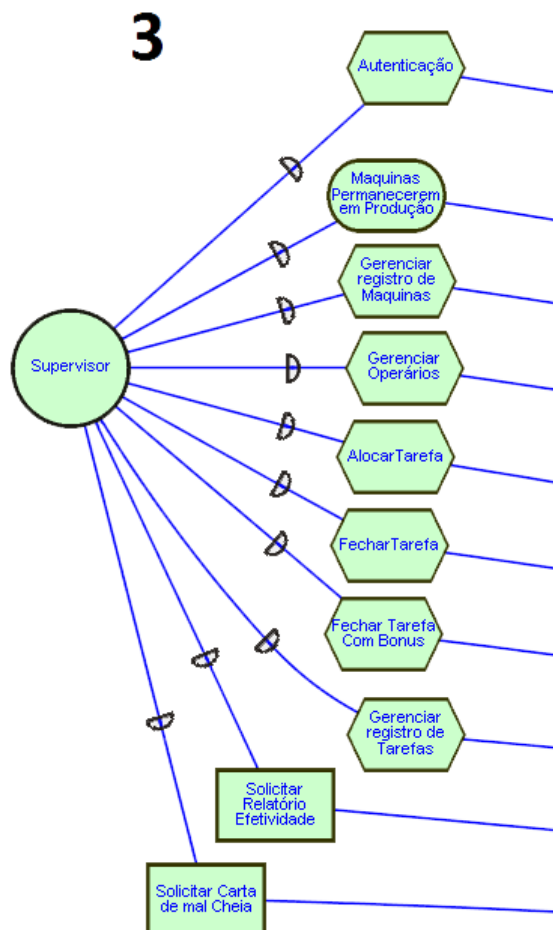 3
Autenticação
Maquinas
Permanecerem
em Produção
Gerenciar
registro de
Maquinas
Supervisor
Gerenciar
Operários
AlocarTarefa
FecharTarefa
Fechar Tarefa
Com Bonus
Gerenciar
registro de
Tarefas
Solicitar
Relatório
Efetividade
Solicitar Carta
de mal Cheia